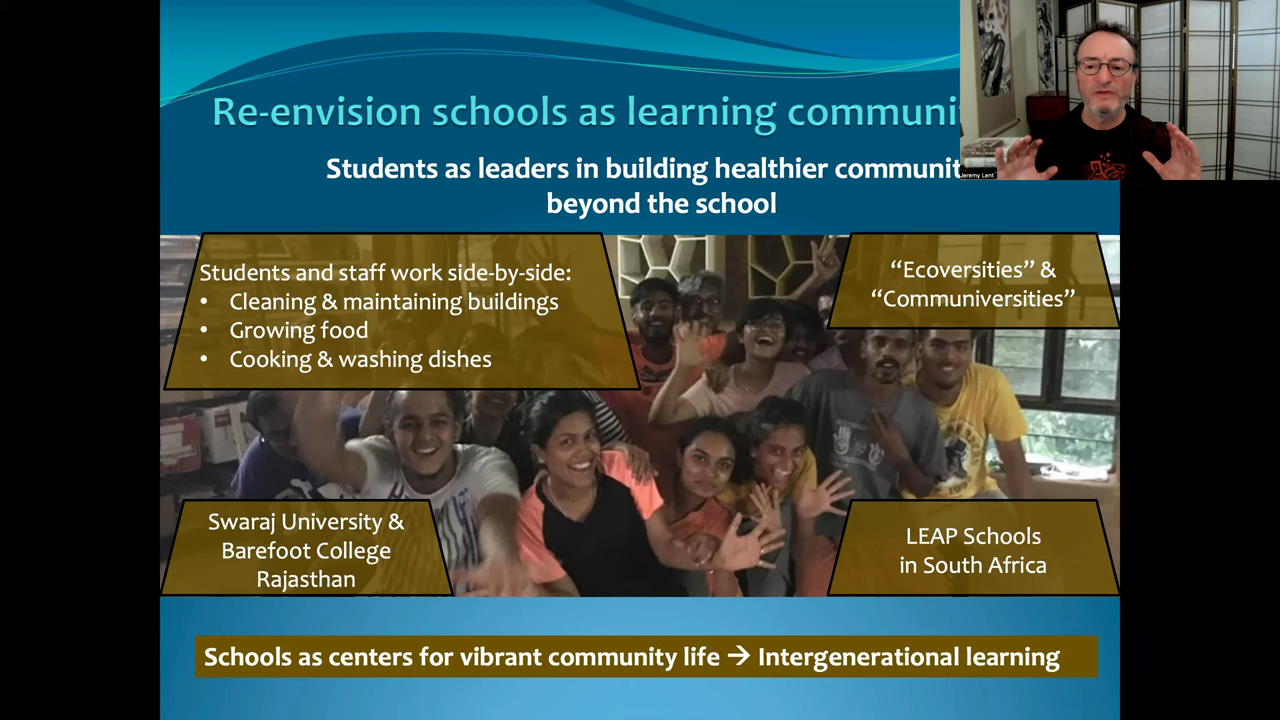 Re-envision schools as learning communi
Students as leaders in building healthier communit
beyond the school
Jeremy Lent
Students and staff work side-by-side:
• Cleaning & maintaining buildings
• Growing food
• Cooking & washing dishes
“Ecoversities” &
“Communiversities”
Swaraj University &
Barefoot College
Rajasthan
LEAP Schools
in South Africa
Schools as centers for vibrant community life → Intergenerational learning